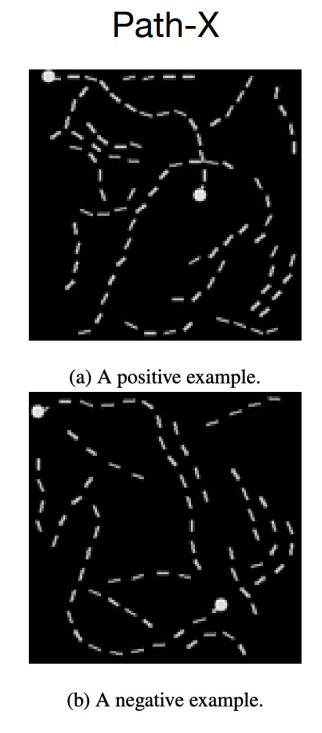 Path-X
(a) A positive example.
(b) A negative example.